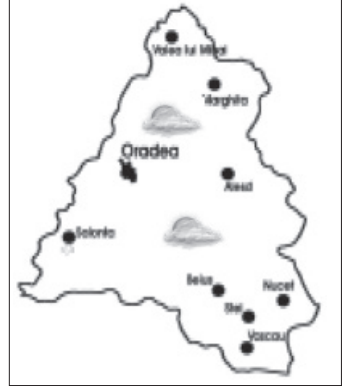 Valea lui Mihai
Marghita
Oradea
Alesd
Salonta
Beius
Nucet
Stei
Vascau